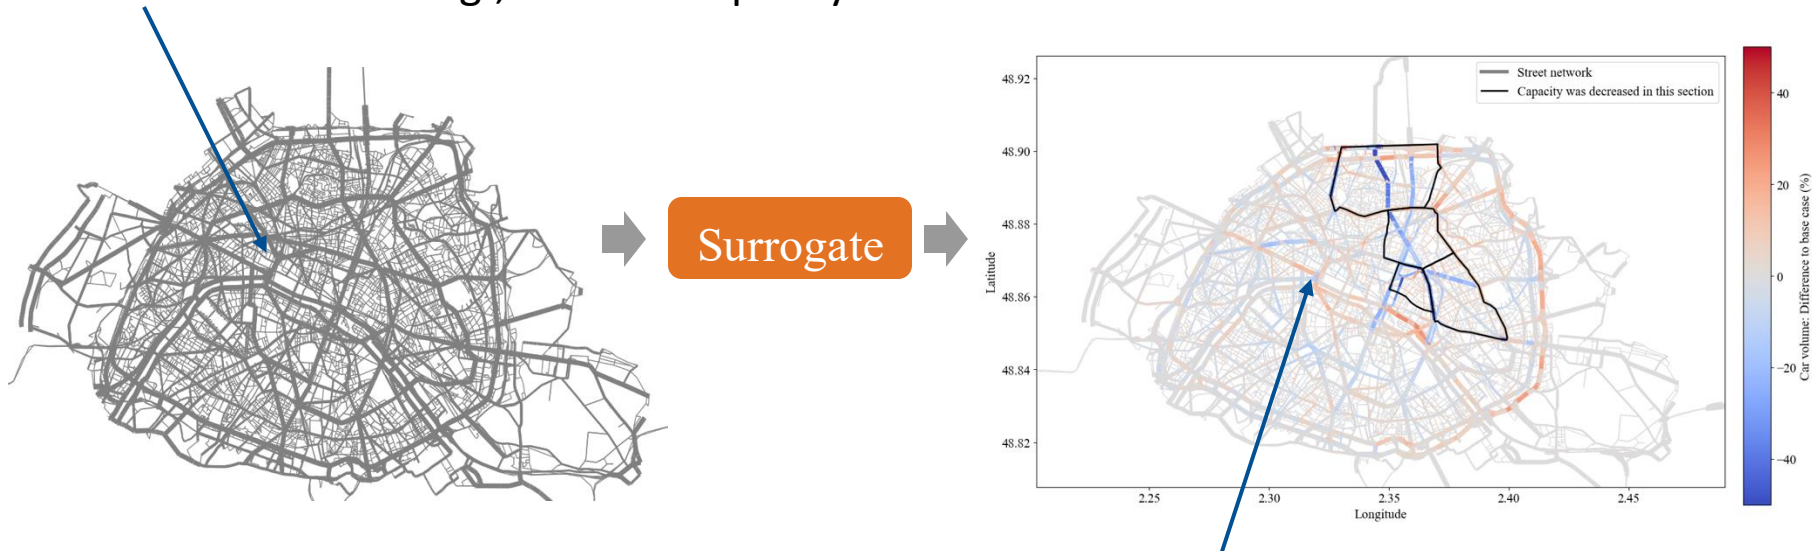 Surrogate
Street network
Capacity was decreased in this section
48.92
48.90
48.88
48.86
48.84
48.82
Latitude
2.25
2.30
2.35
2.40
2.45
Longitude
40
20
0
−20
−40
Car volume: Difference to base case (%)